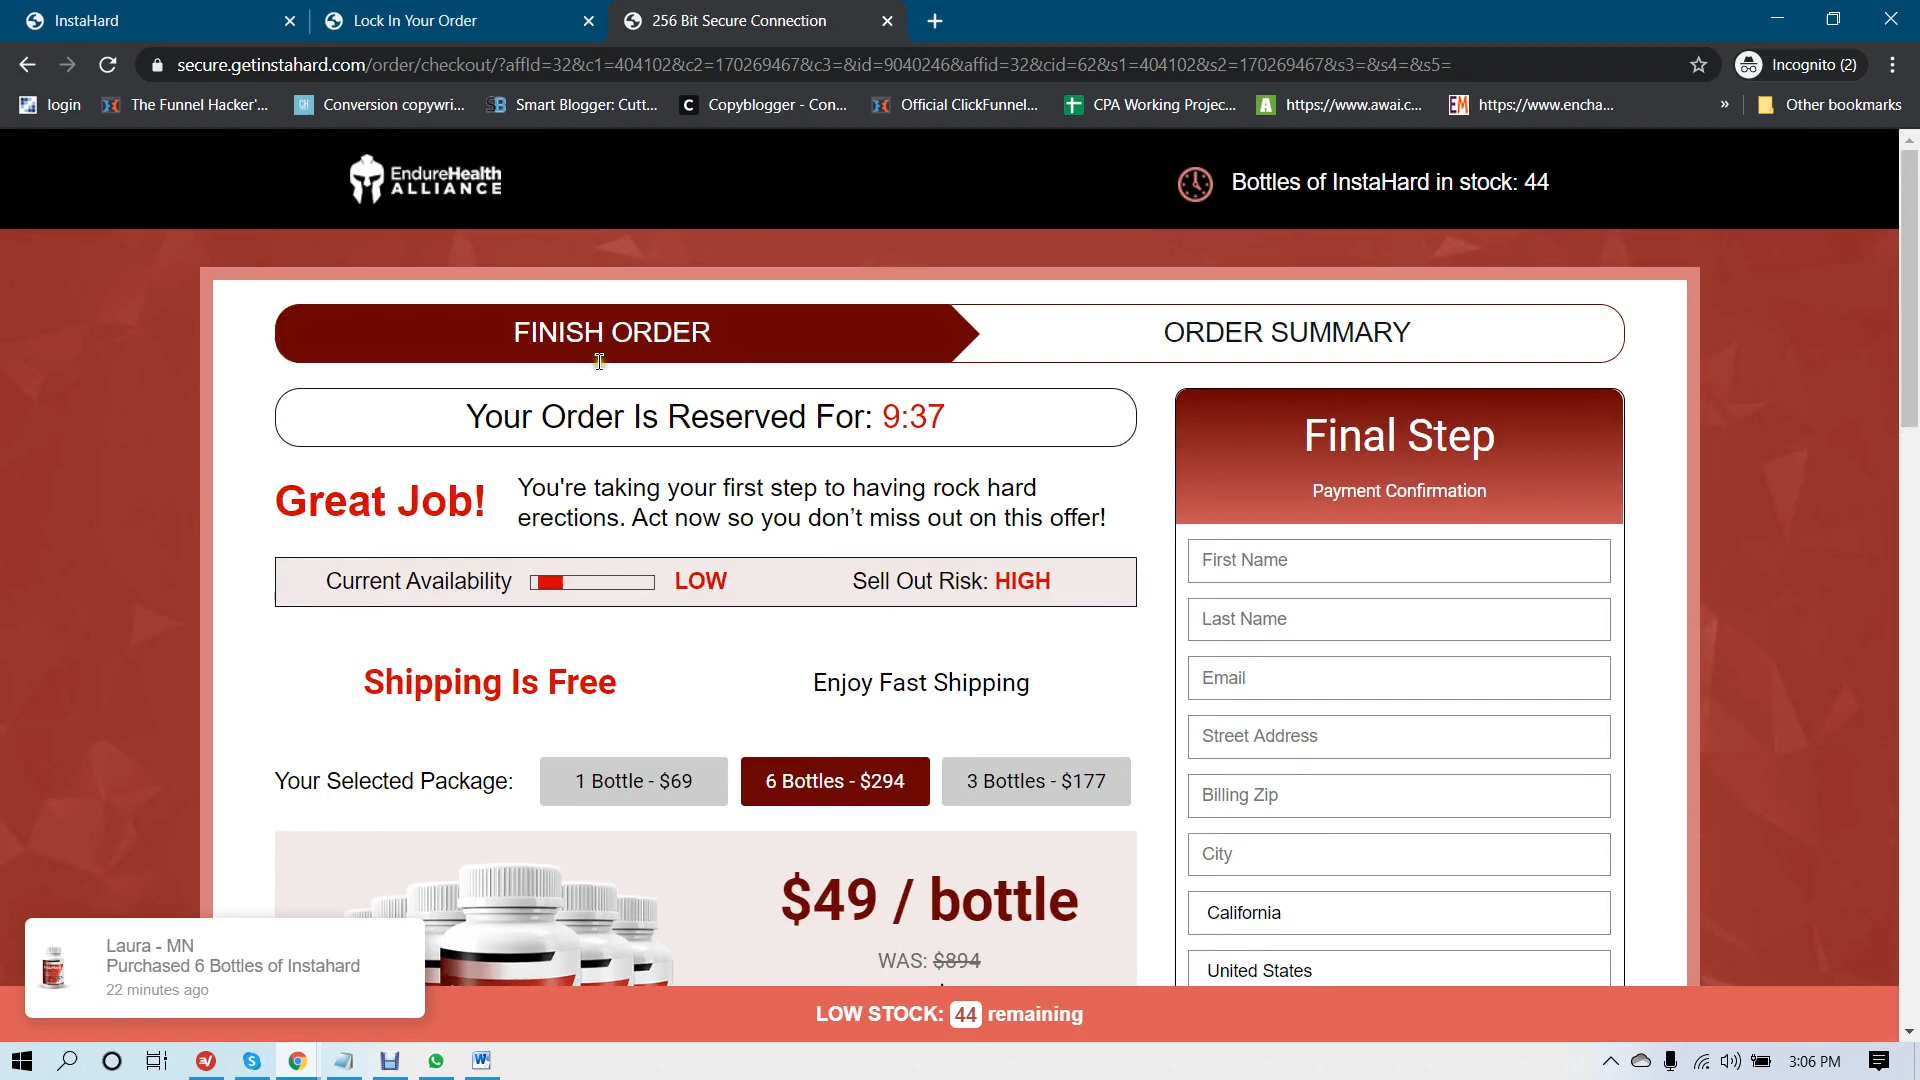 InstaHard
Lock In Your Order
256 Bit Secure Connection
secure.getinstahard.com/order/checkout/?affId=32&c1=404102&c2=170269467&c3=&id=9040246&affid=32&cid=62&s1=404102&s2=170269467&s3=&s4=&s5=
Incognito (2)
login
The Funnel Hacker'...
CH
Conversion copywri...
SB
Smart Blogger: Cutt...
C
Copyblogger - Con...
Official ClickFunnel...
CPA Working Projec...
A
https://www.awai.c...
EM
https://www.encha...
»
Other bookmarks
EndureHealth
ALLIANCE
Bottles of InstaHard in stock: 44
FINISH ORDER
ORDER SUMMARY
Your Order Is Reserved For: 9:37
Great Job!
You're taking your first step to having rock hard
erections. Act now so you don’t miss out on this offer!
Current Availability
LOW
Sell Out Risk: HIGH
Shipping Is Free
Enjoy Fast Shipping
Your Selected Package:
1 Bottle - $69
6 Bottles - $294
3 Bottles - $177
$49 / bottle
WAS: $894
Final Step
Payment Confirmation
First Name
Last Name
Email
Street Address
Billing Zip
City
California
United States
Laura - MN
Purchased 6 Bottles of Instahard
22 minutes ago
LOW STOCK: 44 remaining
3:06 PM